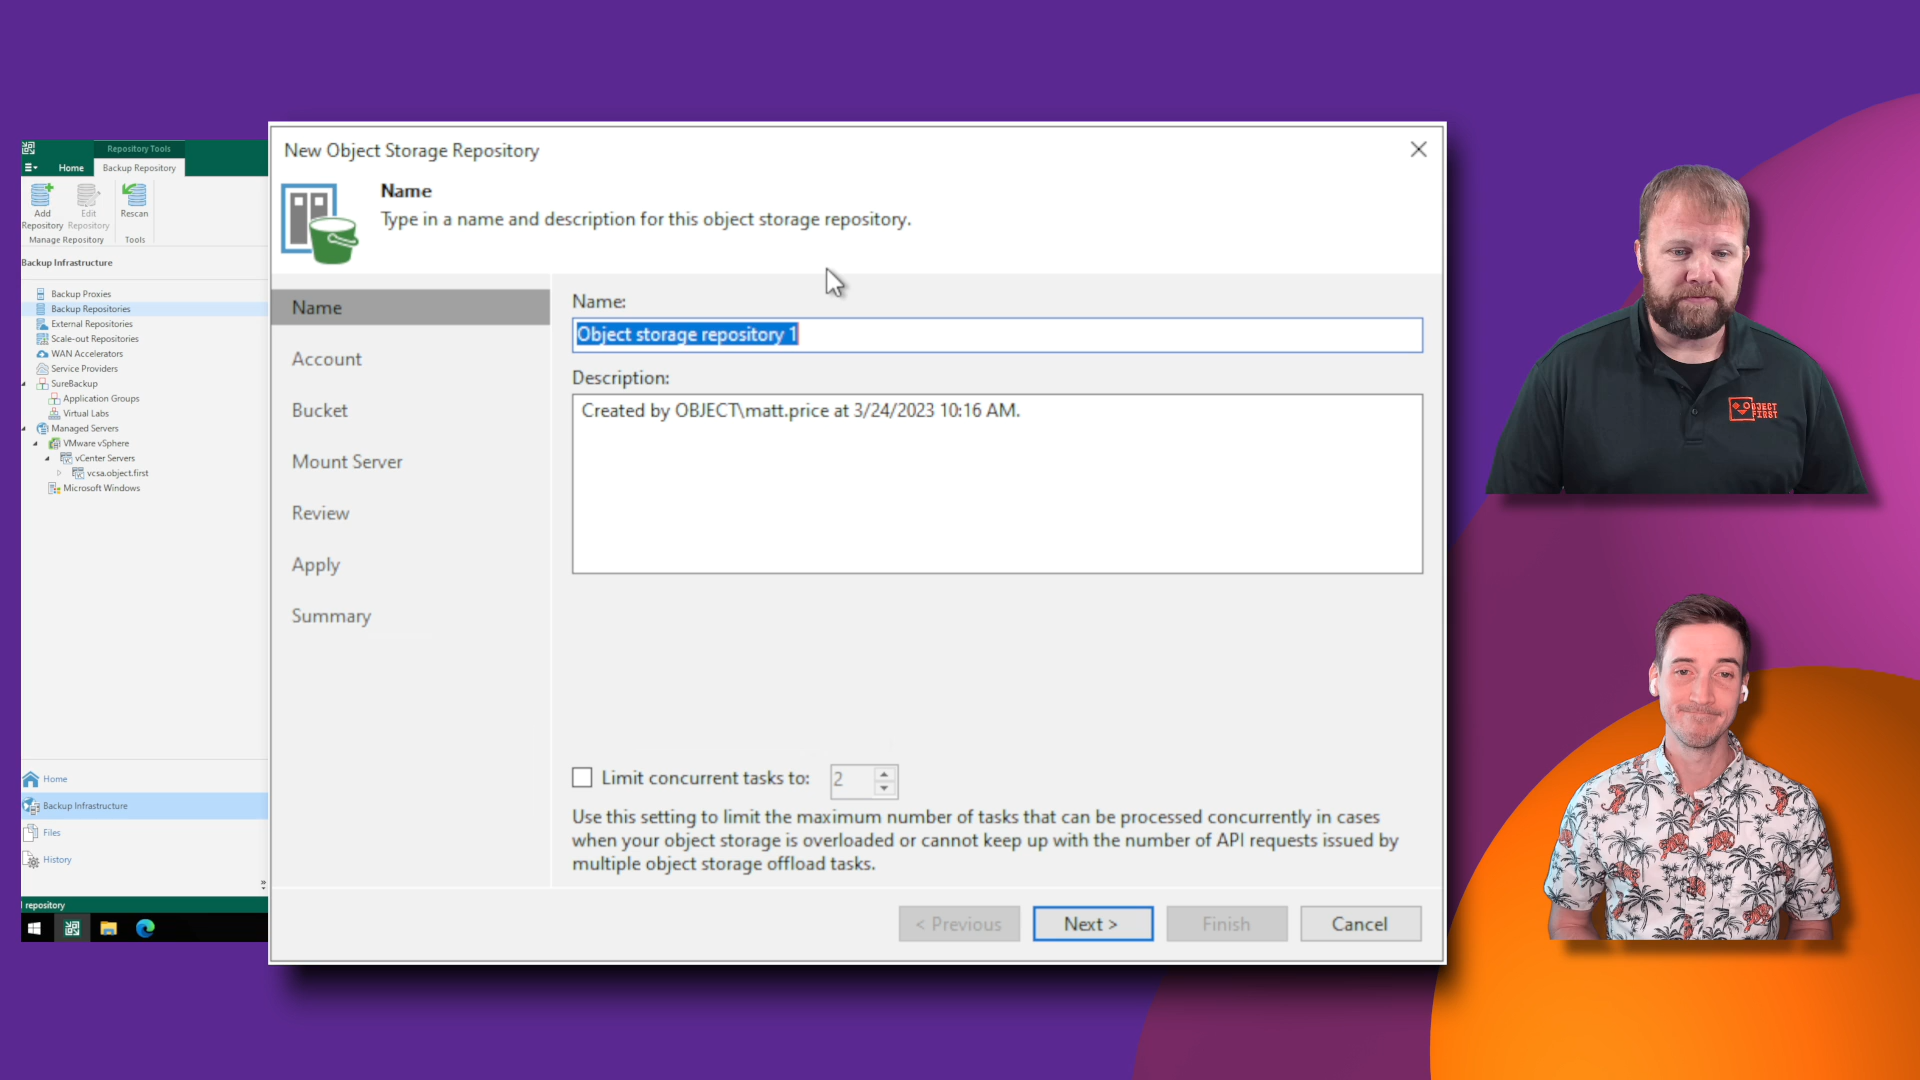 Repository Tools
Home
Backup Repository
Add
Repository
Edit
Repository
Rescan
Manage Repository
Tools
Backup Infrastructure
Backup Proxies
Backup Repositories
External Repositories
Scale-out Repositories
WAN Accelerators
Service Providers
SureBackup
Application Groups
Virtual Labs
Managed Servers
VMware vSphere
vCenter Servers
vcsa.object.first
Microsoft Windows
Home
Backup Infrastructure
Files
History
repository
New Object Storage Repository
Name
Type in a name and description for this object storage repository.
Name
Account
Bucket
Mount Server
Review
Apply
Summary
Name:
Object storage repository 1
Description:
Created by OBJECT\matt.price at 3/24/2023 10:16 AM.
Limit concurrent tasks to: 2
Use this setting to limit the maximum number of tasks that can be processed concurrently in cases
when your object storage is overloaded or cannot keep up with the number of API requests issued by
multiple object storage offload tasks.
< Previous
Next >
Finish
Cancel
OBJECT
FIRST